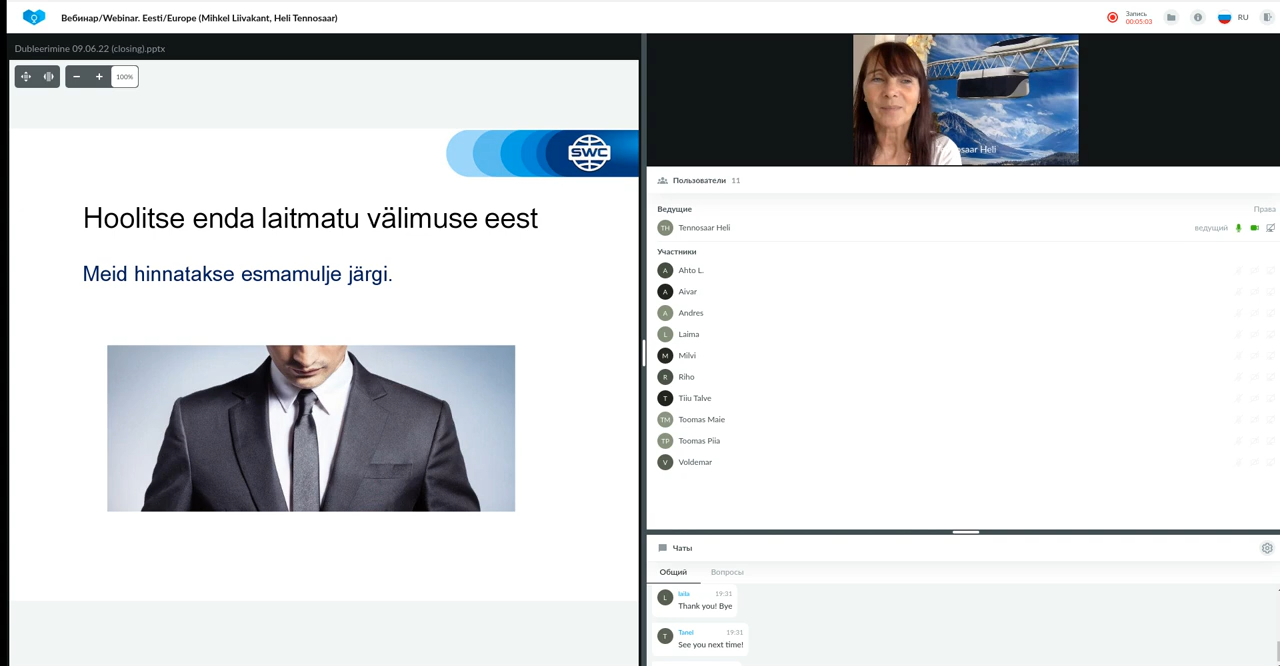 Вебинар/Webinar. Eesti/Europe (Mihkel Liivakant, Heli Tennosaar)
Запись
00:05:03
RU
Dubleerimine 09.06.22 (closing).pptx
100%
SWC
Hoolitse enda laitmatu välimuse eest
Meid hinnatakse esmamulje järgi.
saar Heli
Пользователи 11
Ведущие
Права
TH Tennosaar Heli
ведущий
Участники
A Ahto L.
A Aivar
A Andres
L Laima
M Milvi
R Riho
T Tiiu Talve
TM Toomas Maie
TP Toomas Piia
V Voldemar
Чаты
Общий Вопросы
L laila 19:31
Thank you! Bye
T Tanel 19:31
See you next time!